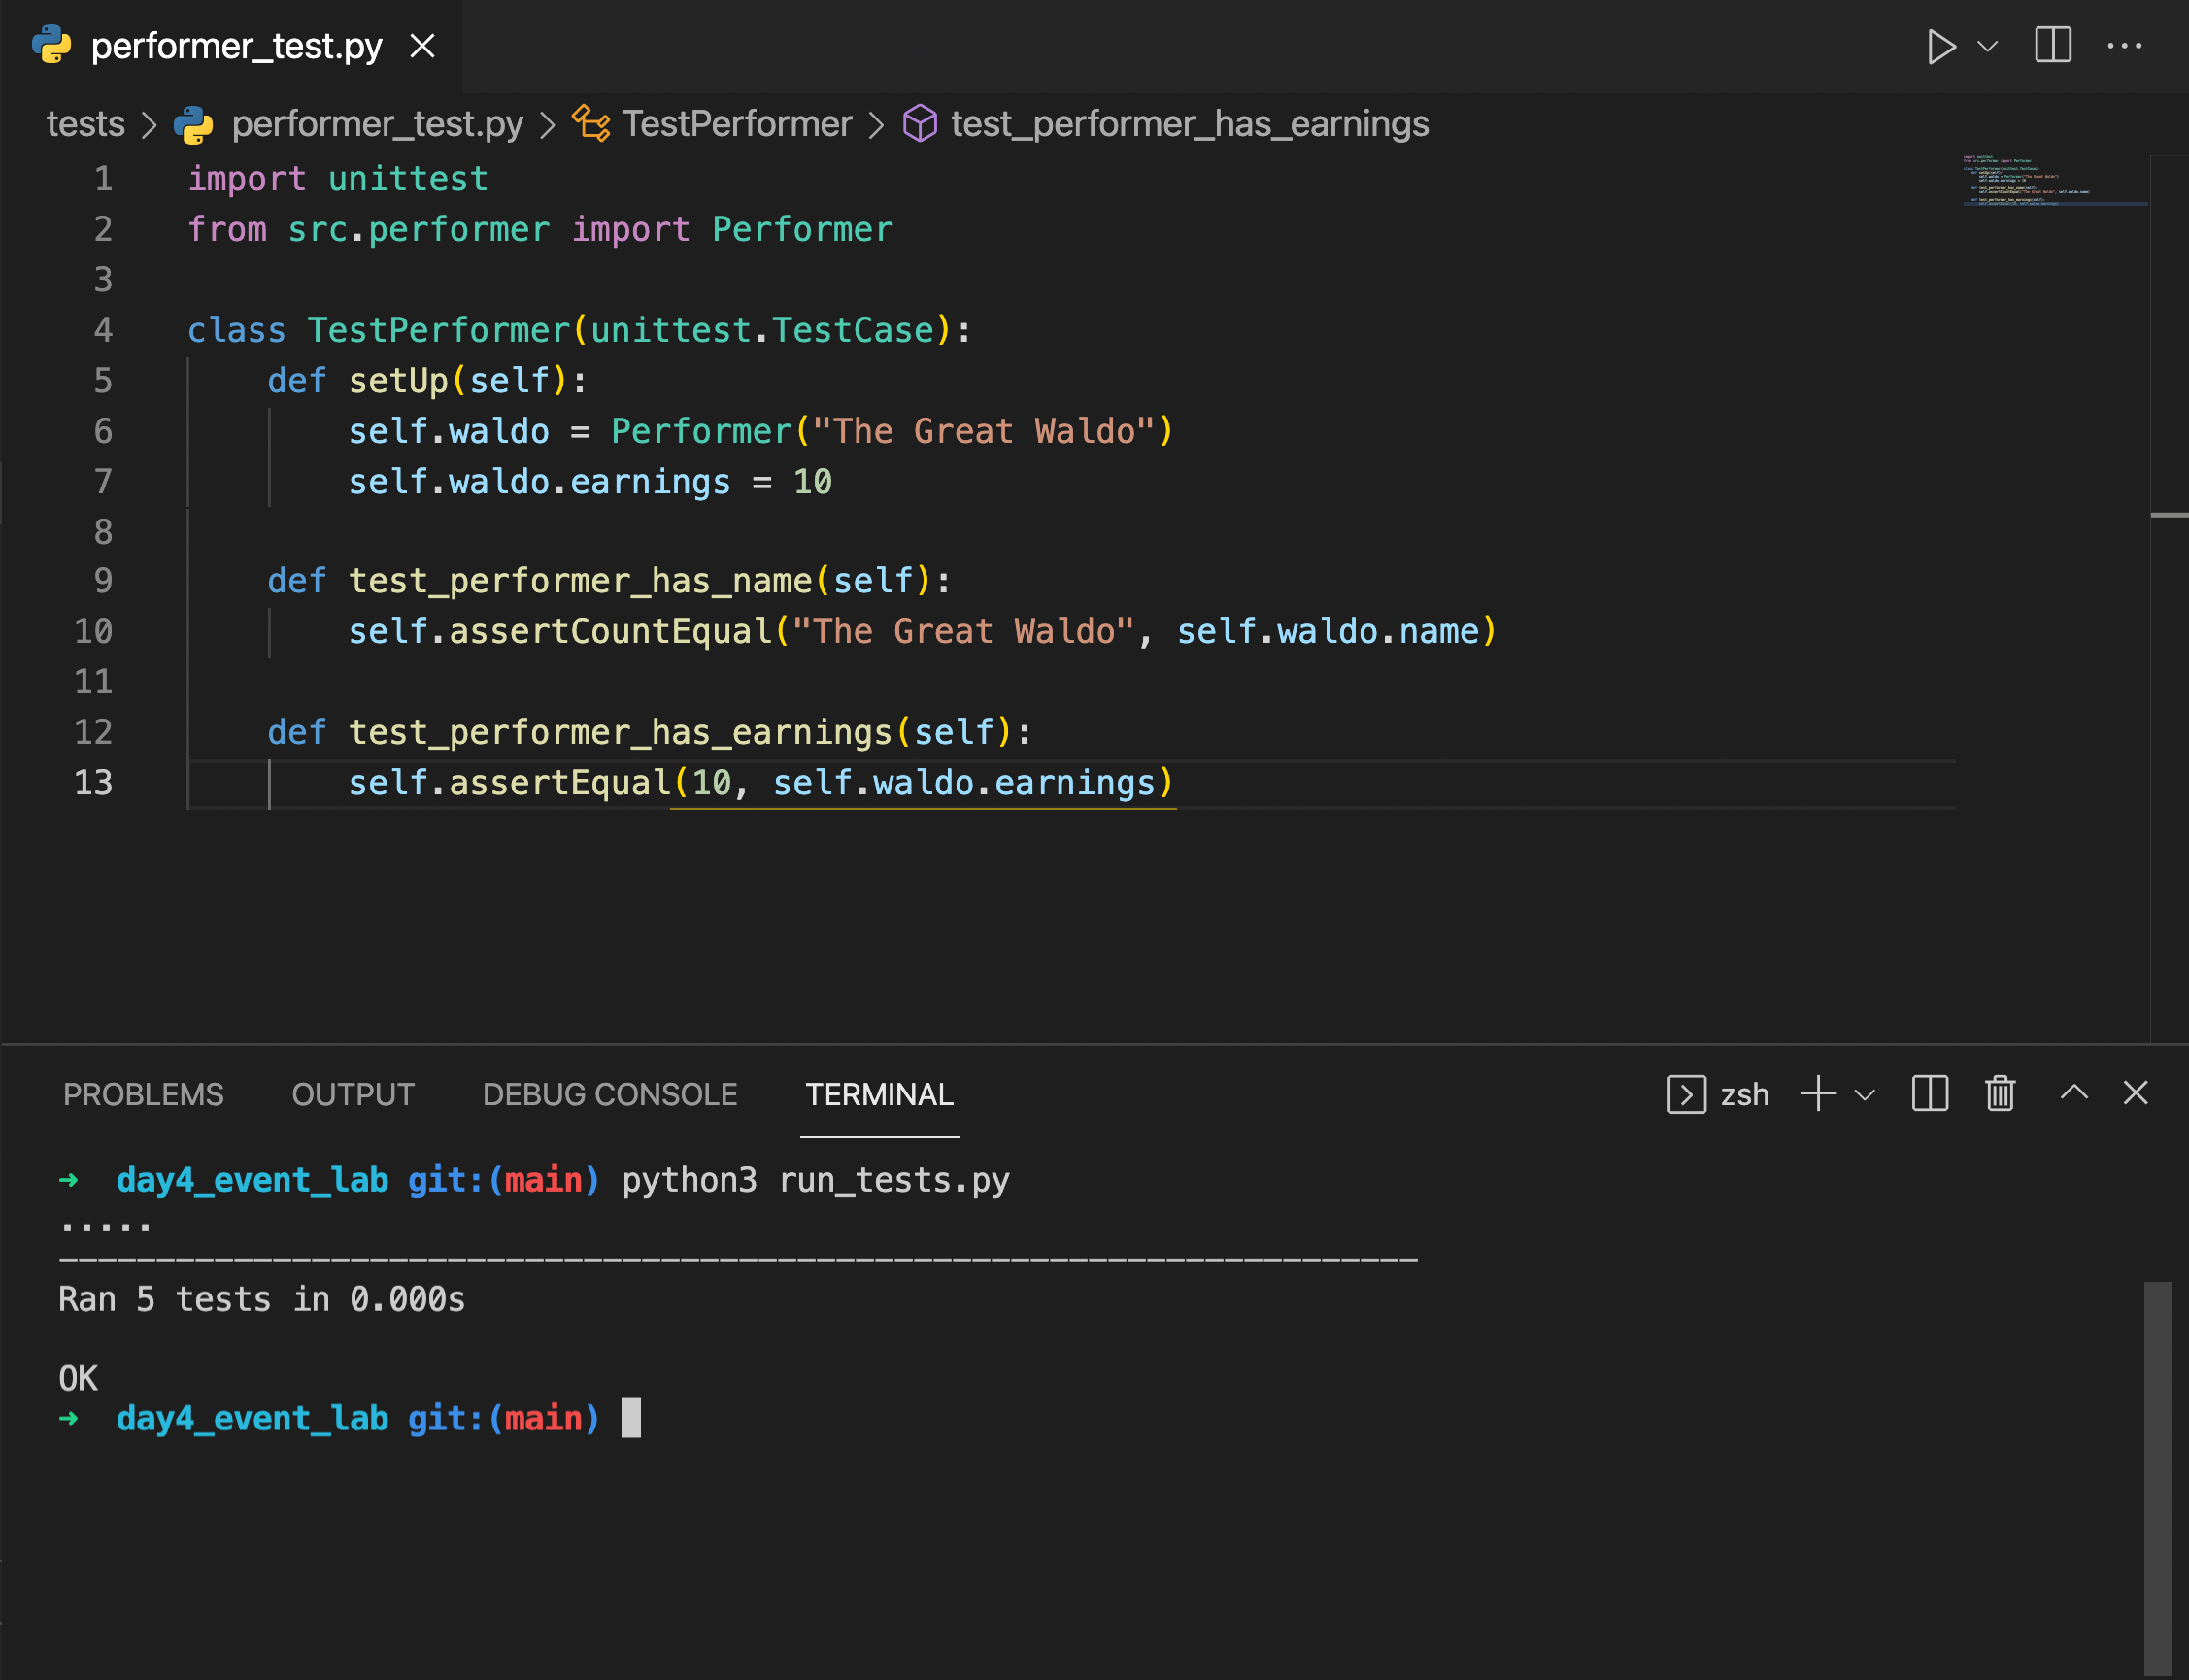 performer_test.py
tests > performer_test.py > TestPerformer > test_performer_has_earnings
1 import unittest
2 from src.performer import Performer
3
4 class TestPerformer(unittest.TestCase):
5     def setUp(self):
6         self.waldo = Performer("The Great Waldo")
7         self.waldo.earnings = 10
8
9     def test_performer_has_name(self):
10         self.assertCountEqual("The Great Waldo", self.waldo.name)
11
12     def test_performer_has_earnings(self):
13         self.assertEqual(10, self.waldo.earnings)
PROBLEMS OUTPUT DEBUG CONSOLE TERMINAL zsh
➜  day4_event_lab git:(main) python3 run_tests.py
.....
----------------------------------------------------------------------
Ran 5 tests in 0.000s
OK
➜  day4_event_lab git:(main)